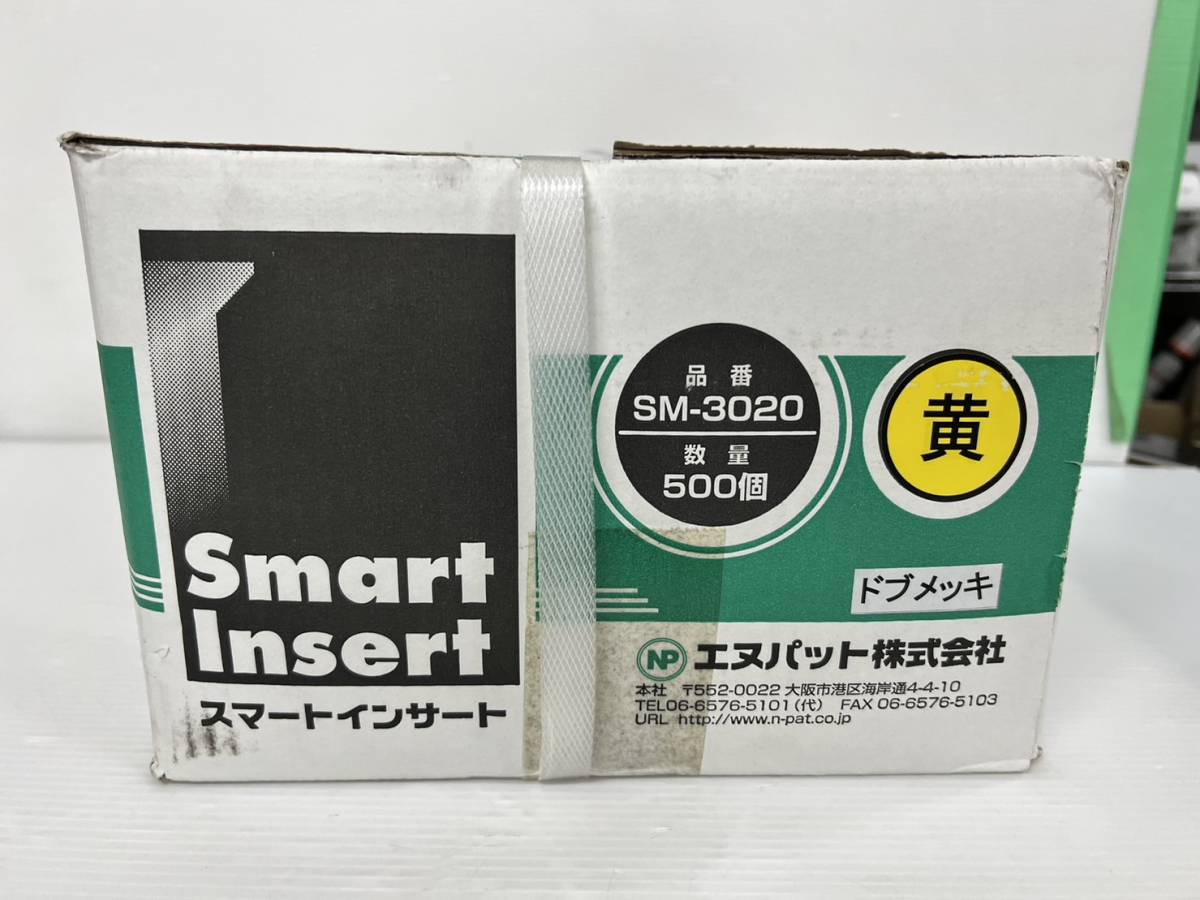 Smart
Insert
スマートインサート
品番
SM-3020
数量
500個
黄
ドブメッキ
NP エヌパット株式会社
本社 〒552-0022 大阪市港区海岸通4-4-10
TEL06-6576-5101(代) FAX 06-6576-5103
URL http://www.n-pat.co.jp